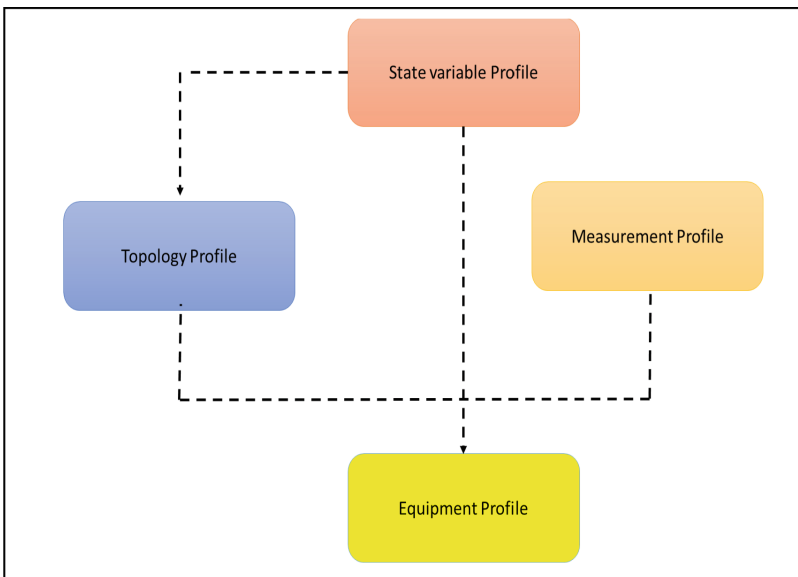 State variable Profile
Measurement Profile
Topology Profile
Equipment Profile